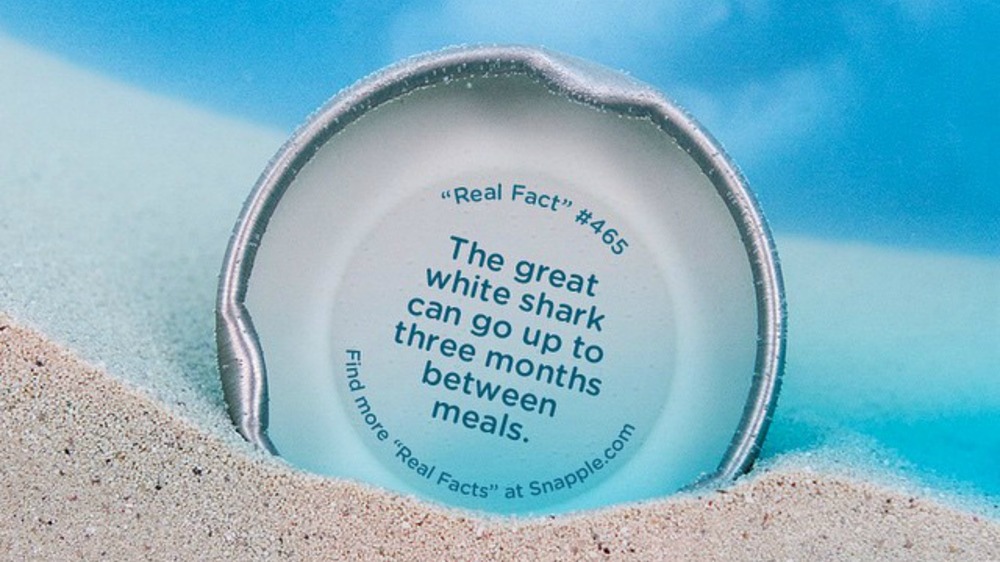 “Real Fact” #465
The great
white shark
can go up to
three months
between
meals.
Find more “Real Facts” at Snapple.com